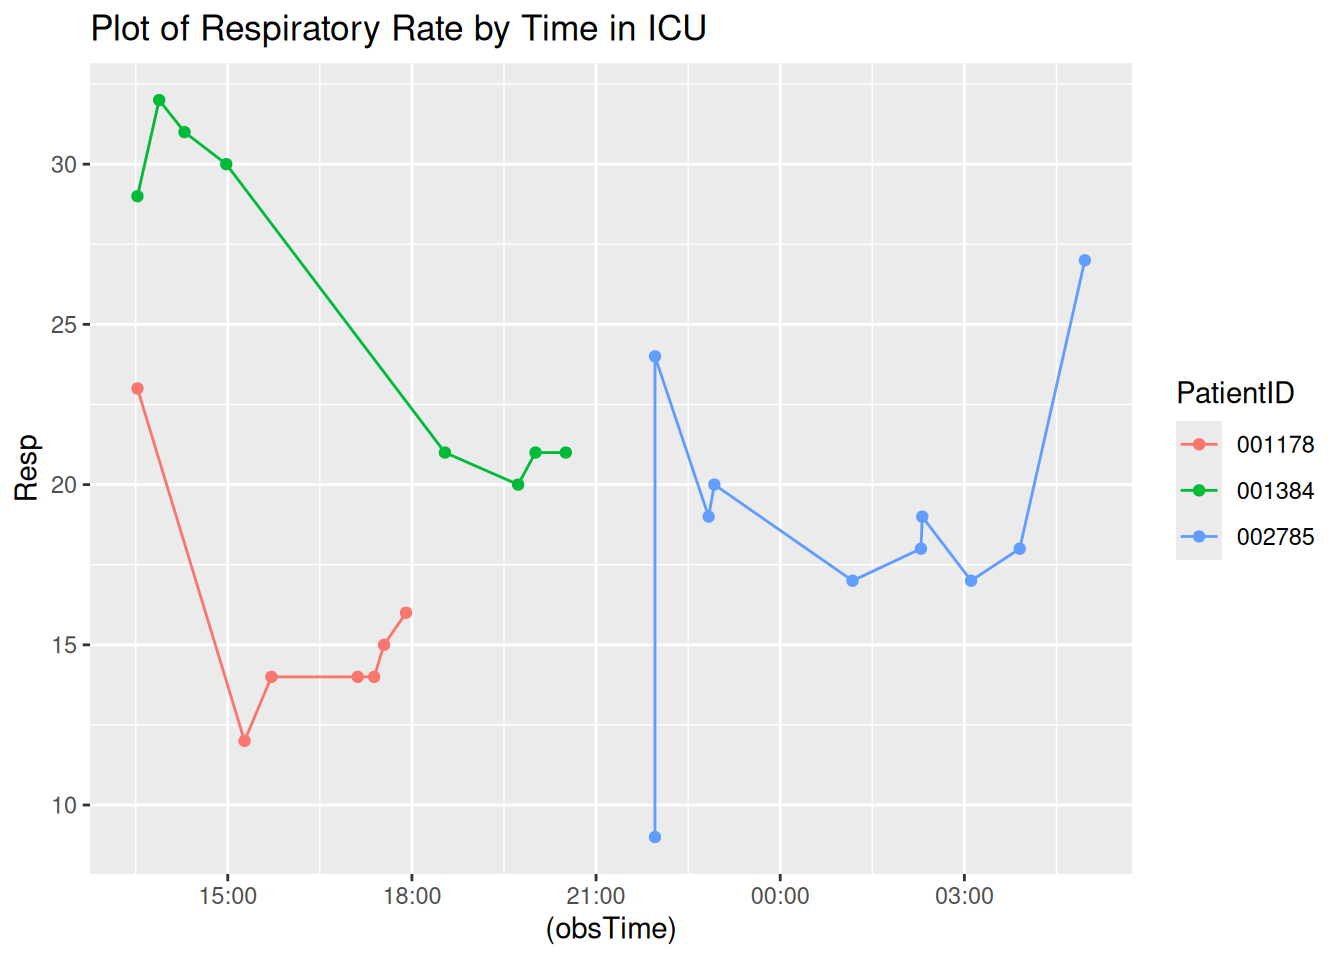 Plot of Respiratory Rate by Time in ICU
Resp
30
25
20
15
10
15:00 18:00 21:00 00:00 03:00
(obsTime)
PatientID
001178
001384
002785